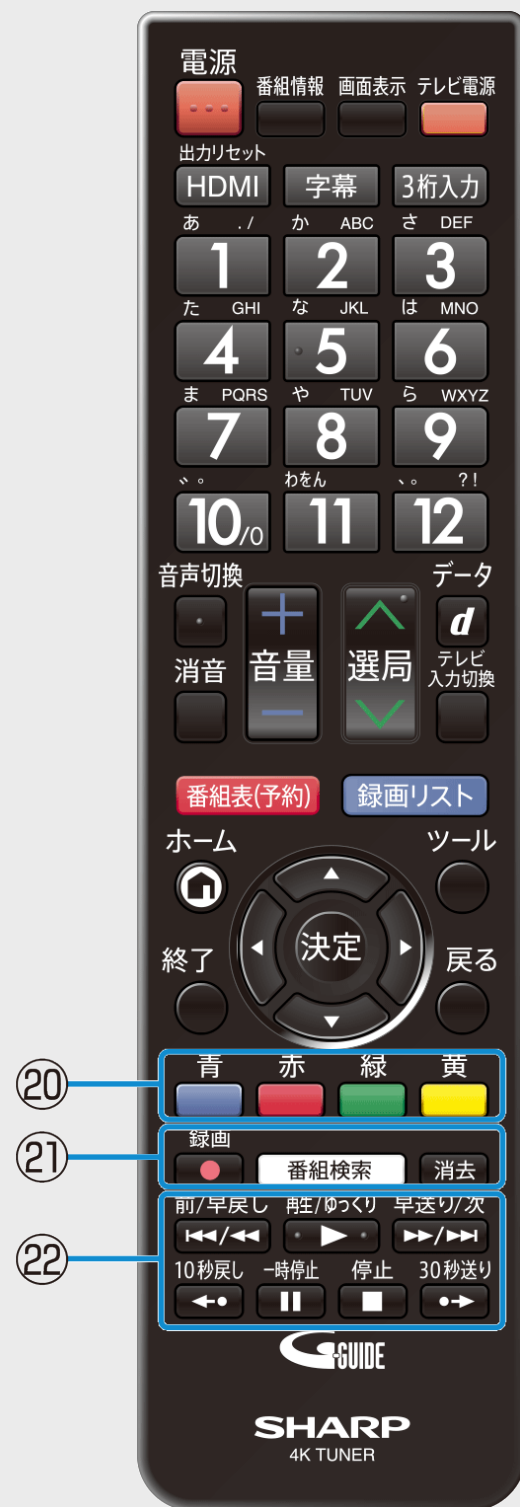 電源
番組情報 画面表示 テレビ電源
出力リセット
HDMI 字幕 3桁入力
あ ./ か ABC さ DEF
1 2 3
た GHI な JKL は MNO
4 5 6
ま PQRS や TUV ら WXYZ
7 8 9
゛゜ わをん 、。 ?!
10/0 11 12
音声切換 データ
+ d
消音 音量 選局 テレビ
入力切換
−
番組表(予約) 録画リスト
ホーム ツール
決定
終了 戻る
⑳ 青 赤 緑 黄
録画
㉑ 番組検索 消去
前/早戻し 再生/ゆっくり 早送り/次
㉒
10秒戻し 一時停止 停止 30秒送り
G-GUIDE
SHARP
4K TUNER